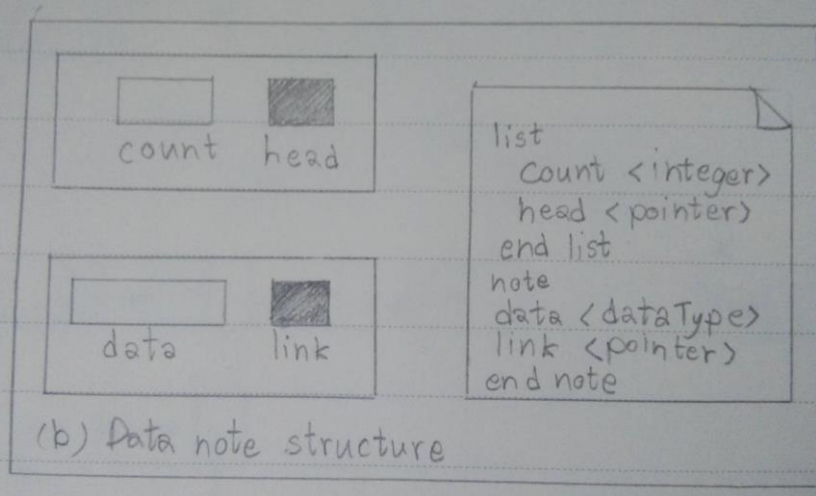 count head
data link
list
count <integer>
head <pointer>
end list
note
data <dataType>
link <pointer>
end note
(b) Data note structure